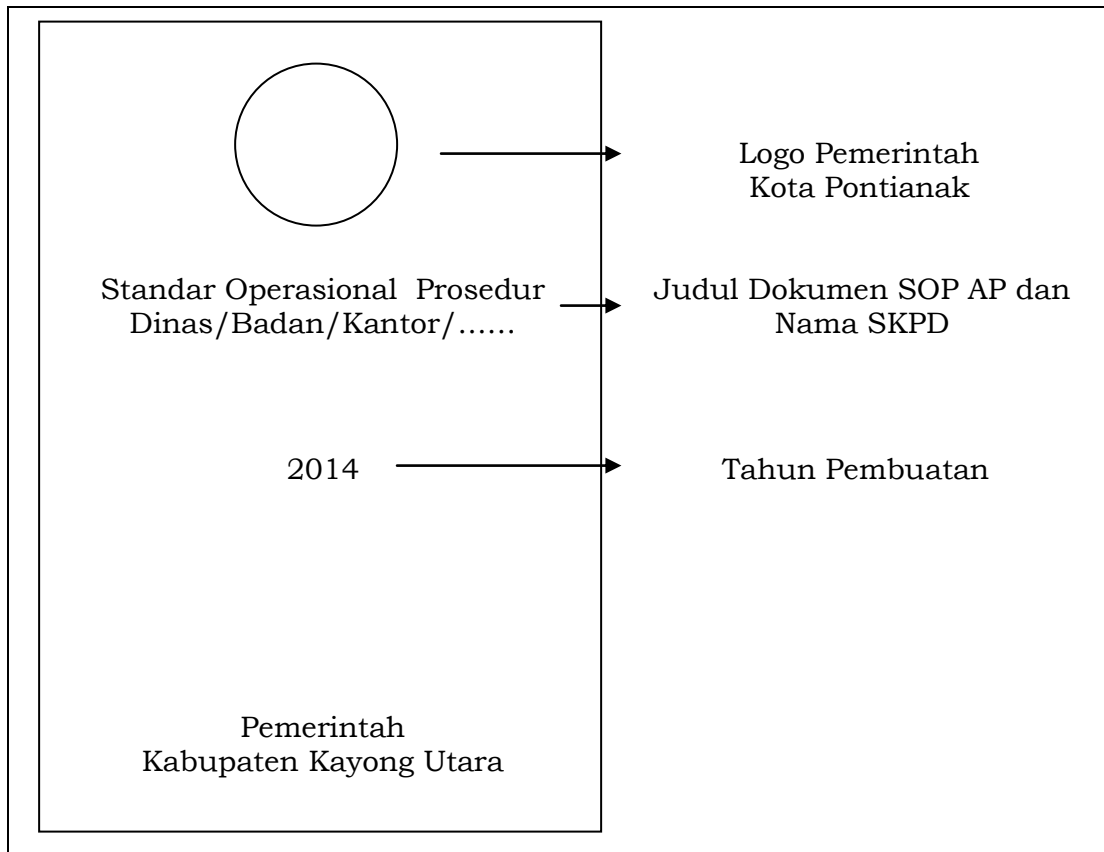 Logo Pemerintah
Kota Pontianak
Standar Operasional  Prosedur
Dinas/Badan/Kantor/......
Judul Dokumen SOP AP dan
Nama SKPD
2014
Tahun Pembuatan
Pemerintah
Kabupaten Kayong Utara